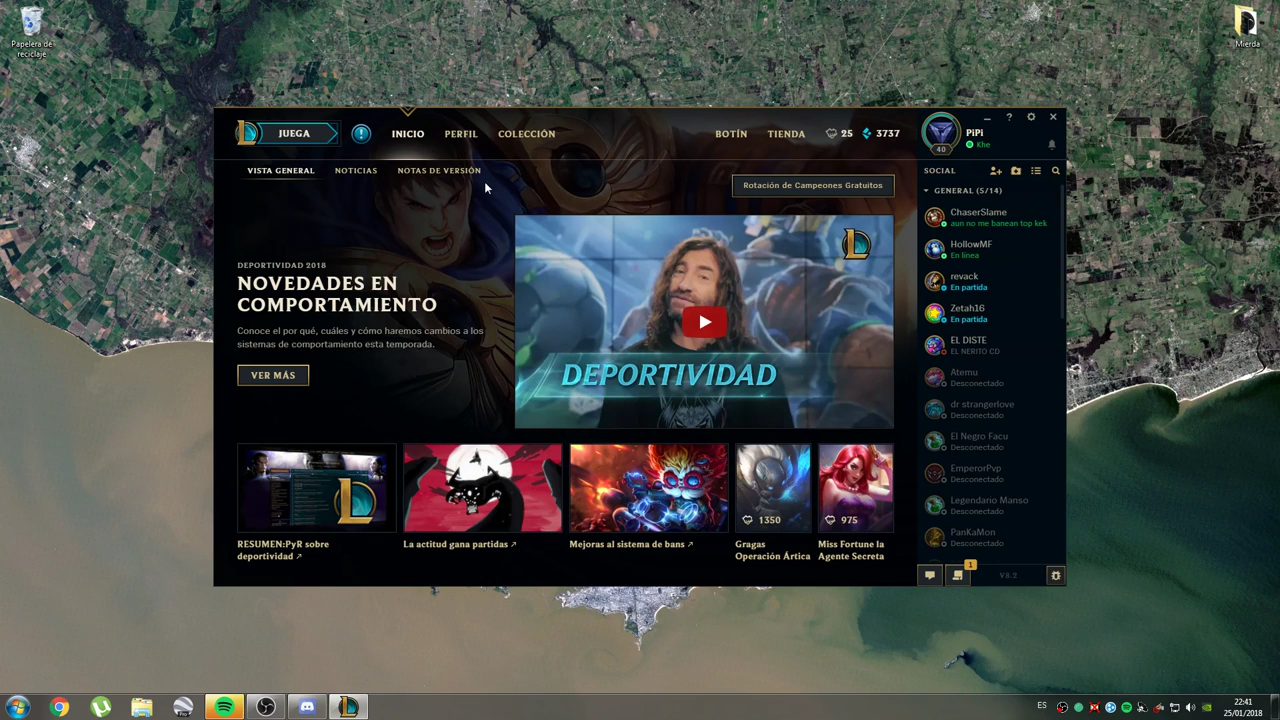 Papelera de
reciclaje
Mierda
JUEGA
INICIO
PERFIL
COLECCIÓN
BOTÍN
TIENDA
25
3737
40
PiPi
Khe
VISTA GENERAL
NOTICIAS
NOTAS DE VERSIÓN
Rotación de Campeones Gratuitos
SOCIAL
GENERAL (5/14)
ChaserSlame
aun no me banean top kek
HollowMF
En línea
revack
En partida
Zetah16
En partida
EL DISTE
EL NERITO CD
Atemu
Desconectado
dr strangerlove
Desconectado
El Negro Facu
Desconectado
EmperorPvp
Desconectado
Legendario Manso
Desconectado
PanKaMon
Desconectado
DEPORTIVIDAD 2018
NOVEDADES EN
COMPORTAMIENTO
Conoce el por qué, cuáles y cómo haremos cambios a los
sistemas de comportamiento esta temporada.
VER MÁS
DEPORTIVIDAD
1350
975
RESUMEN:PyR sobre
deportividad ↗
La actitud gana partidas ↗
Mejoras al sistema de bans ↗
Gragas
Operación Ártica
Miss Fortune la
Agente Secreta
1
V8.2
ES
22:41
25/01/2018